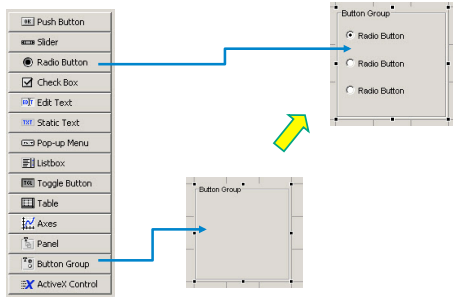 Push Button
Slider
Radio Button
Check Box
Edit Text
Static Text
Pop-up Menu
Listbox
Toggle Button
Table
Axes
Panel
Button Group
ActiveX Control
Button Group
Radio Button
Radio Button
Radio Button
Button Group